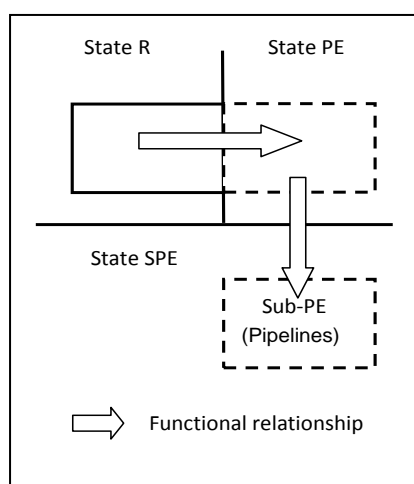 State R State PE
State SPE
Sub-PE
(Pipelines)
Functional relationship